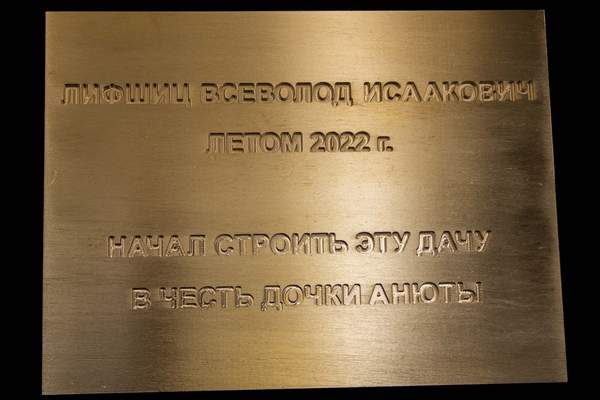 ЛИФШИЦ ВСЕВОЛОД ИСААКОВИЧ
ЛЕТОМ 2022 г.
НАЧАЛ СТРОИТЬ ЭТУ ДАЧУ
В ЧЕСТЬ ДОЧКИ АНЮТЫ